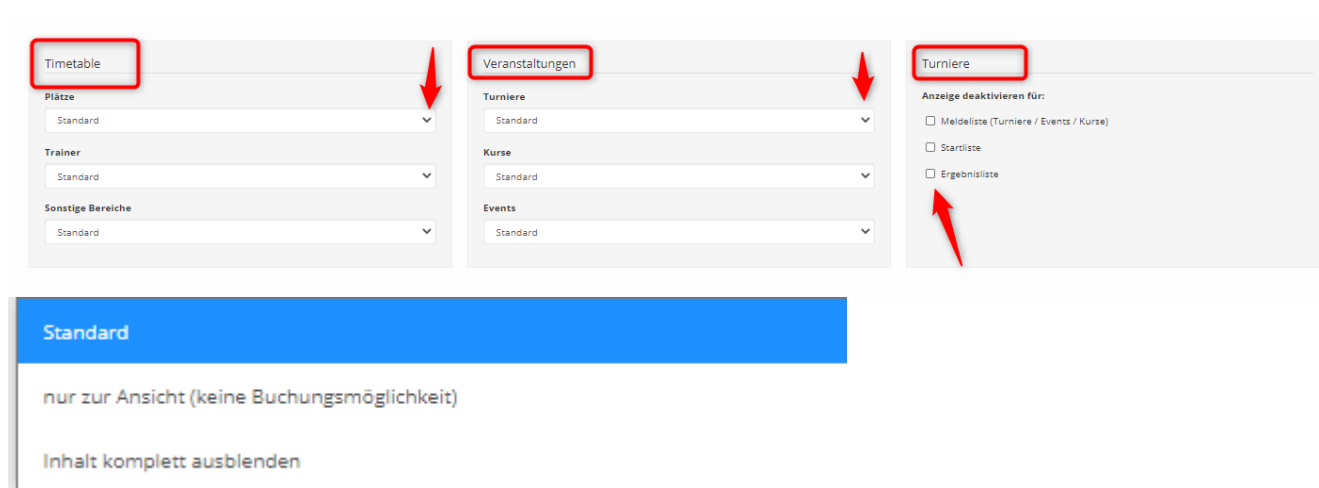 Timetable
Plätze
Standard
Trainer
Standard
Sonstige Bereiche
Standard
Veranstaltungen
Turniere
Standard
Kurse
Standard
Events
Standard
Turniere
Anzeige deaktivieren für:
Meldeliste (Turniere / Events / Kurse)
Startliste
Ergebnisliste
Standard
nur zur Ansicht (keine Buchungsmöglichkeit)
Inhalt komplett ausblenden